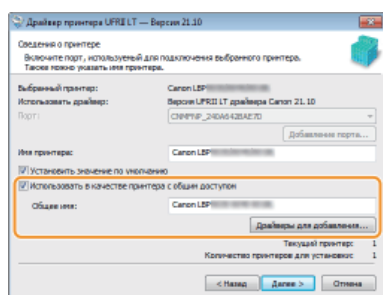 Драйвер принтера UFRII LT — Версия 21.10
Сведения о принтере
Включите порт, используемый для подключения выбранного принтера.
Также можно указать имя принтера.
Выбранный принтер: Canon LBP
Использовать драйвер: Версия UFRII LT драйвера Canon 21.10
Порт: CNMPNP_240A642BAE7D
Добавление порта...
Имя принтера: Canon LBP
Установить значение по умолчанию
Использовать в качестве принтера с общим доступом
Общее имя: Canon LBP
Драйверы для добавления...
Текущий принтер: 1
Количество принтеров для установки: 1
< Назад Далее > Отмена